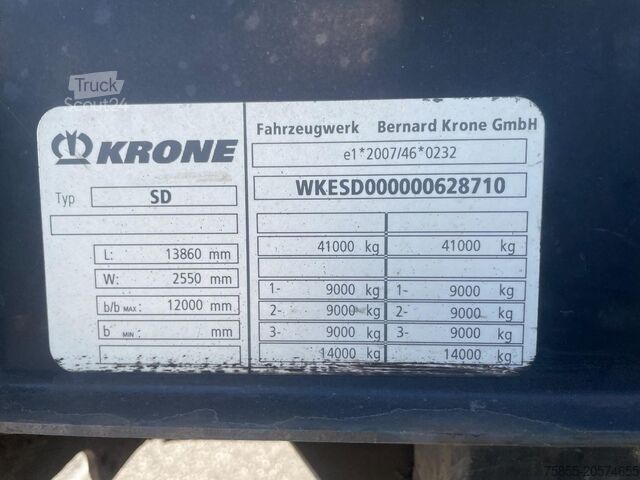 Truck
Scout24
KRONE
Typ SD
L: 13860 mm
W: 2550 mm
b/b MAX: 12000 mm
b MIN: mm
Fahrzeugwerk Bernard Krone GmbH
e1*2007/46*0232
WKESD000000628710
41000 kg 41000 kg
1- 9000 kg 1- 9000 kg
2- 9000 kg 2- 9000 kg
3- 9000 kg 3- 9000 kg
14000 kg 14000 kg
75855-20574655